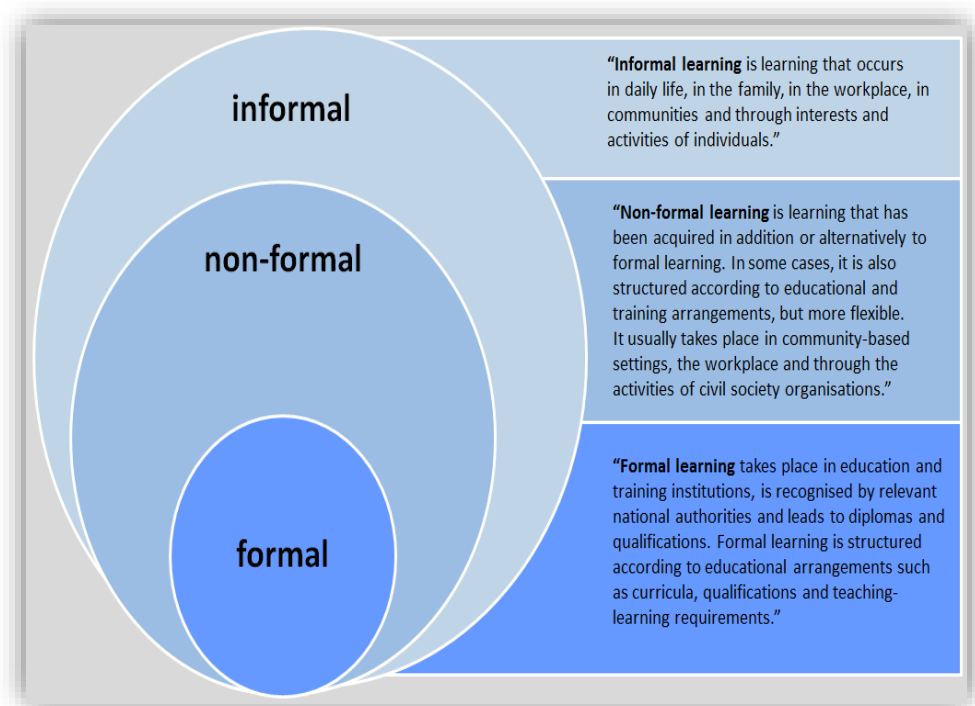 informal
“Informal learning is learning that occurs
in daily life, in the family, in the workplace, in
communities and through interests and
activities of individuals.”
non-formal
“Non-formal learning is learning that has
been acquired in addition or alternatively to
formal learning. In some cases, it is also
structured according to educational and
training arrangements, but more flexible.
It usually takes place in community-based
settings, the workplace and through the
activities of civil society organisations.”
formal
“Formal learning takes place in education and
training institutions, is recognised by relevant
national authorities and leads to diplomas and
qualifications. Formal learning is structured
according to educational arrangements such
as curricula, qualifications and teaching-
learning requirements.”